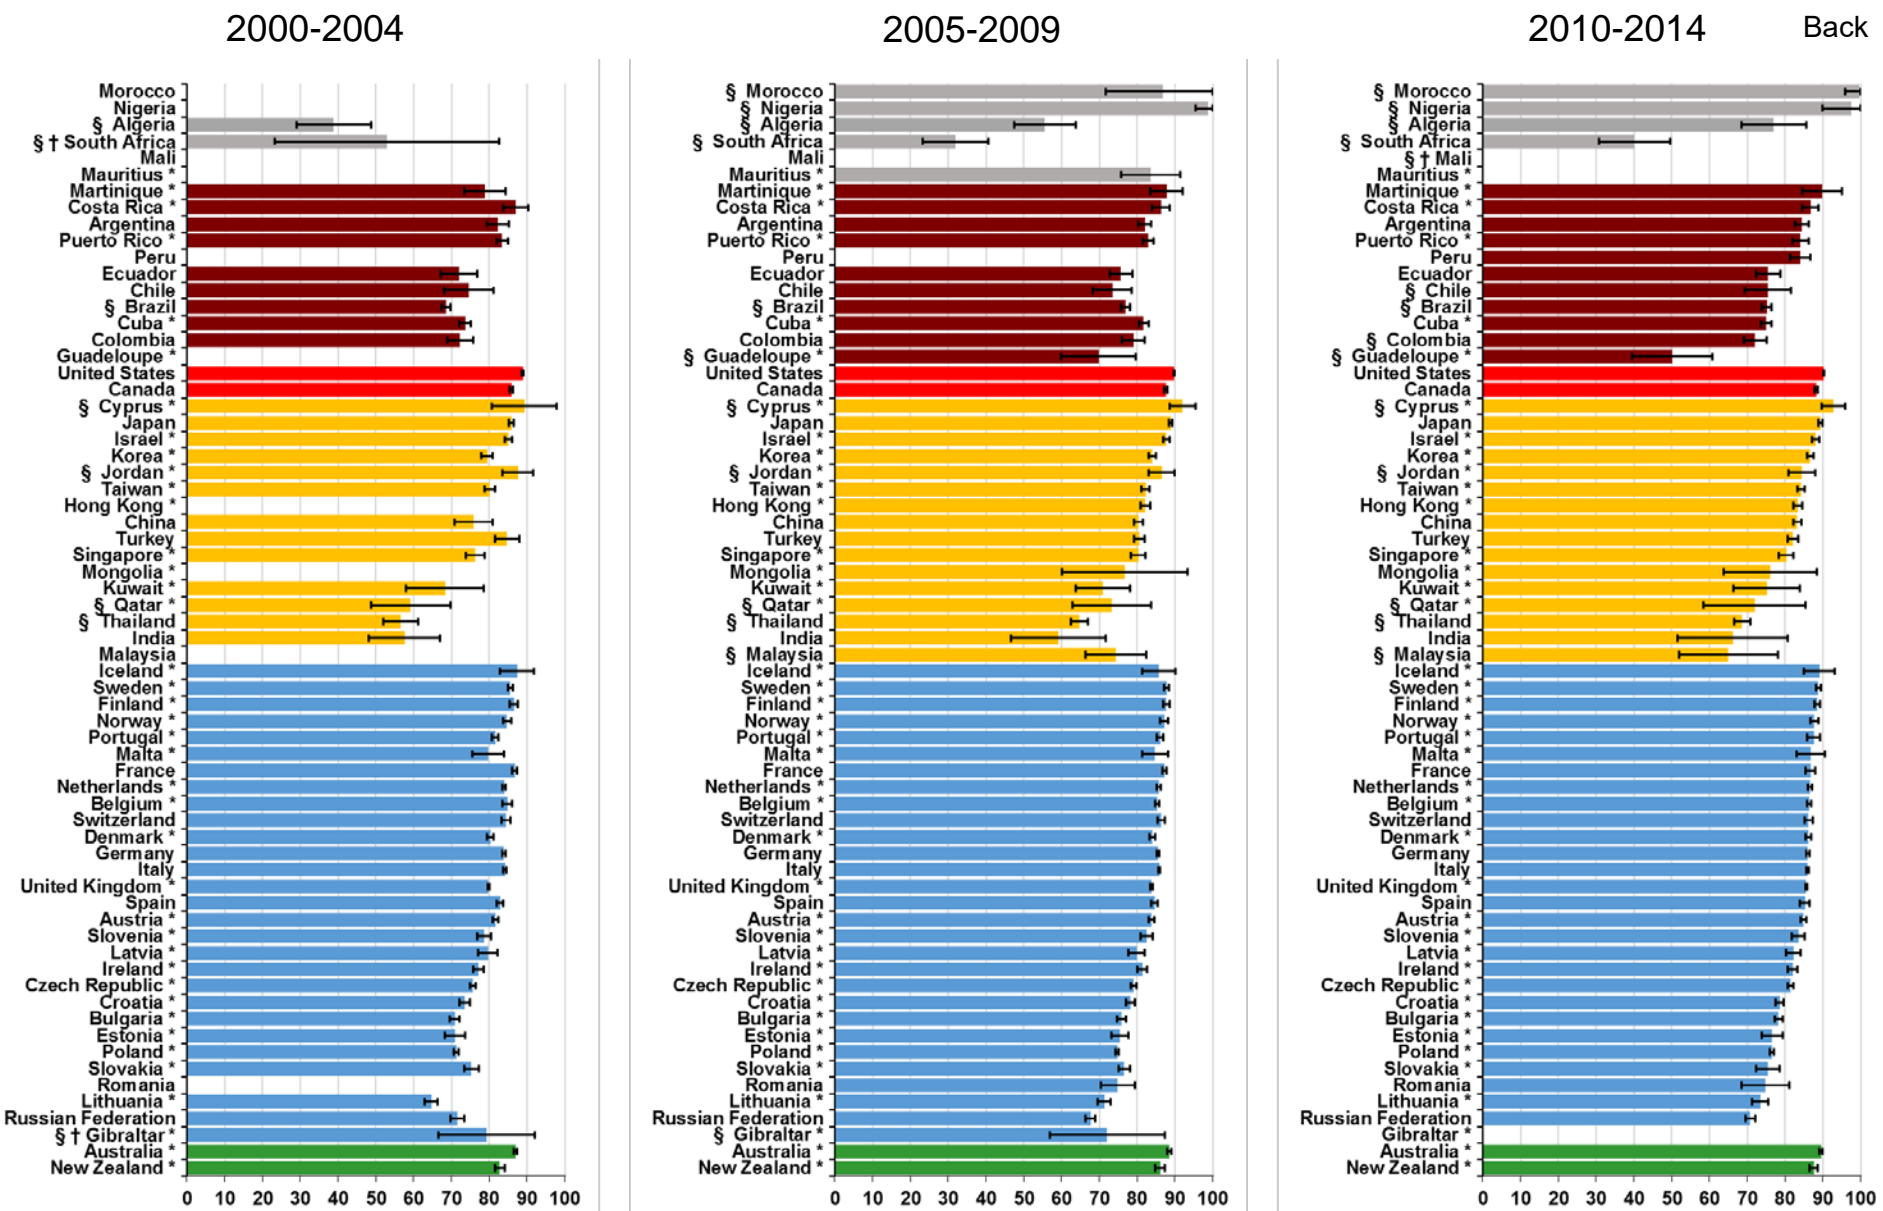 2000-2004
Morocco
Nigeria
§ Algeria
§ † South Africa
Mali
Mauritius *
Martinique *
Costa Rica *
Argentina
Puerto Rico *
Peru
Ecuador
Chile
§ Brazil
Cuba *
Colombia
Guadeloupe *
United States
Canada
§ Cyprus *
Japan
Israel *
Korea *
§ Jordan *
Taiwan *
Hong Kong *
China
Turkey
Singapore *
Mongolia *
Kuwait *
§ Qatar *
§ Thailand
India
Malaysia
Iceland *
Sweden *
Finland *
Norway *
Portugal *
Malta *
France
Netherlands *
Belgium *
Switzerland
Denmark *
Germany
Italy
United Kingdom *
Spain
Austria *
Slovenia *
Latvia *
Ireland *
Czech Republic *
Croatia *
Bulgaria *
Estonia *
Poland *
Slovakia *
Romania
Lithuania *
Russian Federation
§ † Gibraltar *
Australia *
New Zealand *
0 10 20 30 40 50 60 70 80 90 100
2005-2009
§ Morocco
§ Nigeria
§ Algeria
§ South Africa
Mali
Mauritius *
Martinique *
Costa Rica *
Argentina
Puerto Rico *
Peru
Ecuador
Chile
§ Brazil
Cuba *
Colombia
§ Guadeloupe *
United States
Canada
§ Cyprus *
Japan
Israel *
Korea *
§ Jordan *
Taiwan *
Hong Kong *
China
Turkey
Singapore *
Mongolia *
Kuwait *
§ Qatar *
§ Thailand
India
§ Malaysia
Iceland *
Sweden *
Finland *
Norway *
Portugal *
Malta *
France
Netherlands *
Belgium *
Switzerland
Denmark *
Germany
Italy
United Kingdom *
Spain
Austria *
Slovenia *
Latvia *
Ireland *
Czech Republic *
Croatia *
Bulgaria *
Estonia *
Poland *
Slovakia *
Romania
Lithuania *
Russian Federation
§ Gibraltar *
Australia *
New Zealand *
0 10 20 30 40 50 60 70 80 90 100
2010-2014
Back
§ Morocco
§ Nigeria
§ Algeria
§ South Africa
§ † Mali
Mauritius *
Martinique *
Costa Rica *
Argentina
Puerto Rico *
Peru
Ecuador
§ Chile
§ Brazil
Cuba *
§ Colombia
§ Guadeloupe *
United States
Canada
§ Cyprus *
Japan
Israel *
Korea *
§ Jordan *
Taiwan *
Hong Kong *
China
Turkey
Singapore *
Mongolia *
Kuwait *
§ Qatar *
§ Thailand
India
§ Malaysia
Iceland *
Sweden *
Finland *
Norway *
Portugal *
Malta *
France
Netherlands *
Belgium *
Switzerland
Denmark *
Germany
Italy
United Kingdom *
Spain
Austria *
Slovenia *
Latvia *
Ireland *
Czech Republic *
Croatia *
Bulgaria *
Estonia *
Poland *
Slovakia *
Romania
Lithuania *
Russian Federation
Gibraltar *
Australia *
New Zealand *
0 10 20 30 40 50 60 70 80 90 100